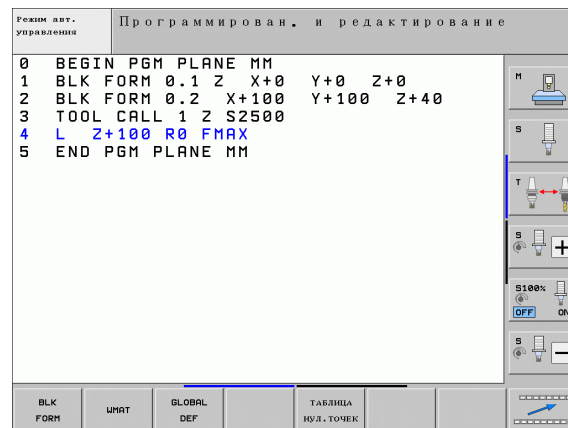 Режим авт.
управления
Программирован. и редактирование
0 BEGIN PGM PLANE MM
1 BLK FORM 0.1 Z X+0 Y+0 Z+0
2 BLK FORM 0.2 X+100 Y+100 Z+40
3 TOOL CALL 1 Z S2500
4 L Z+100 R0 FMAX
5 END PGM PLANE MM
M
S
T
S
+
S100%
OFF ON
S
-
BLK
FORM
WMAT
GLOBAL
DEF
ТАБЛИЦА
НУЛ.ТОЧЕК